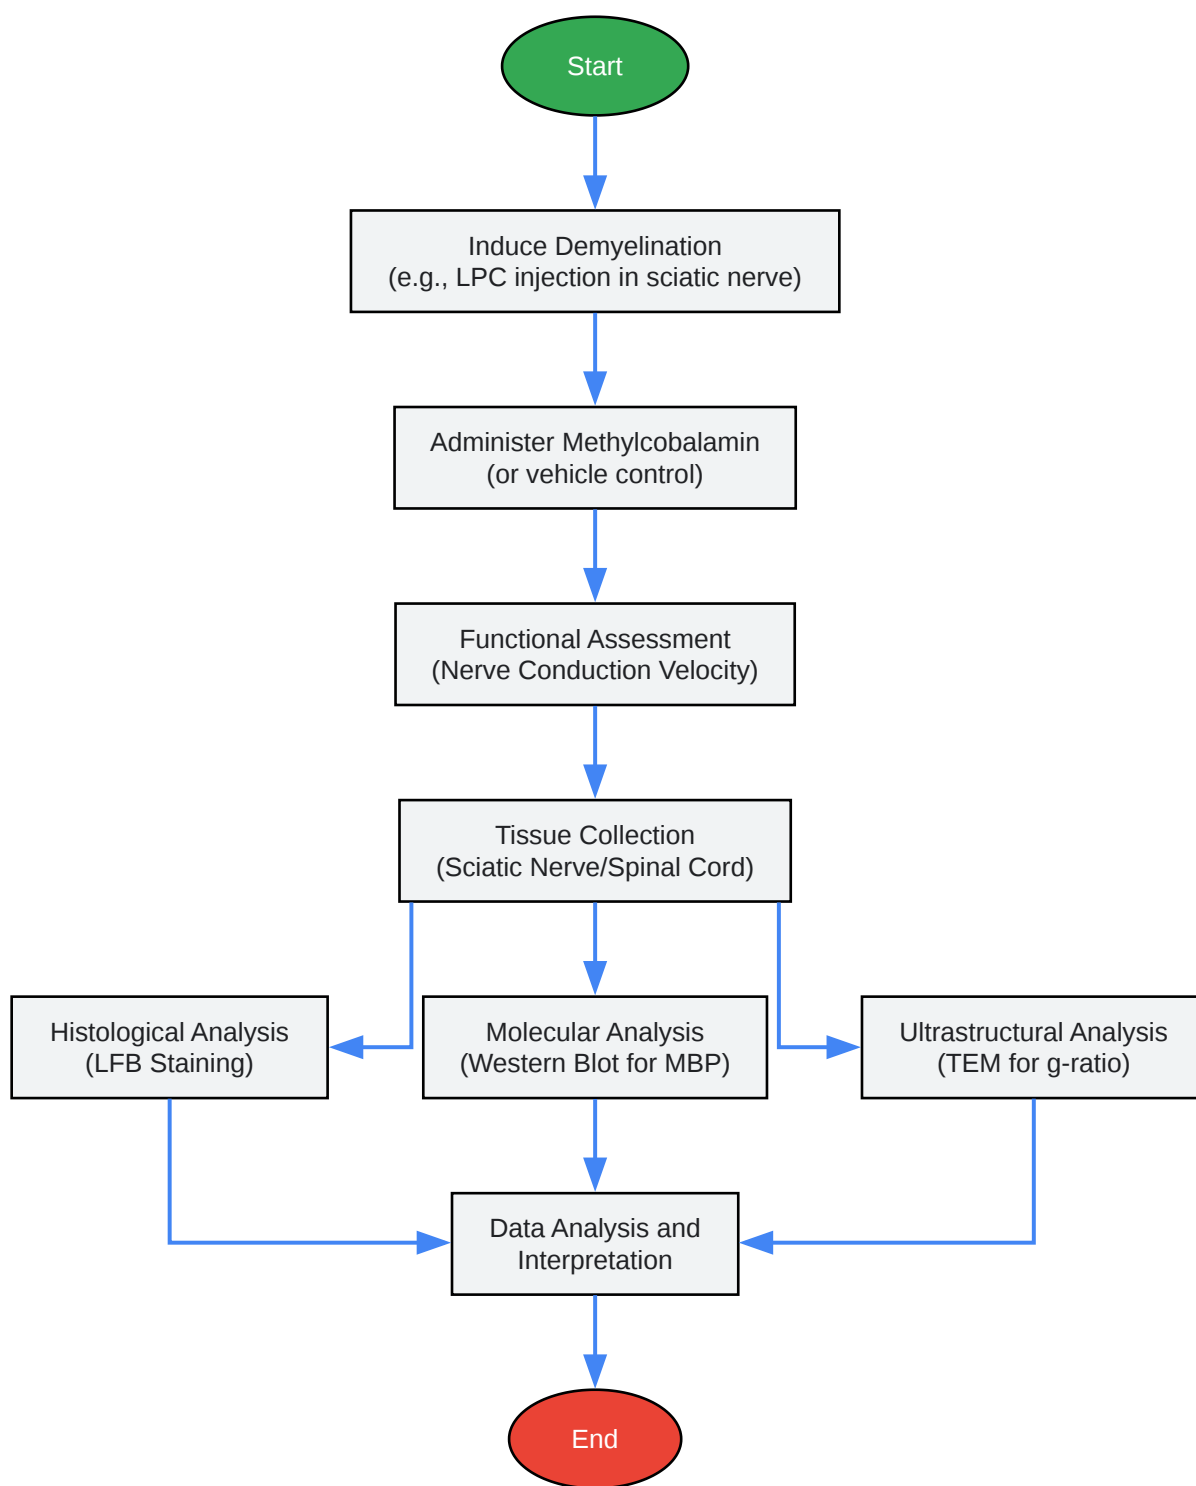 Start
Induce Demyelination
(e.g., LPC injection in sciatic nerve)
Administer Methylcobalamin
(or vehicle control)
Functional Assessment
(Nerve Conduction Velocity)
Tissue Collection
(Sciatic Nerve/Spinal Cord)
Histological Analysis
(LFB Staining)
Molecular Analysis
(Western Blot for MBP)
Ultrastructural Analysis
(TEM for g-ratio)
Data Analysis and
Interpretation
End